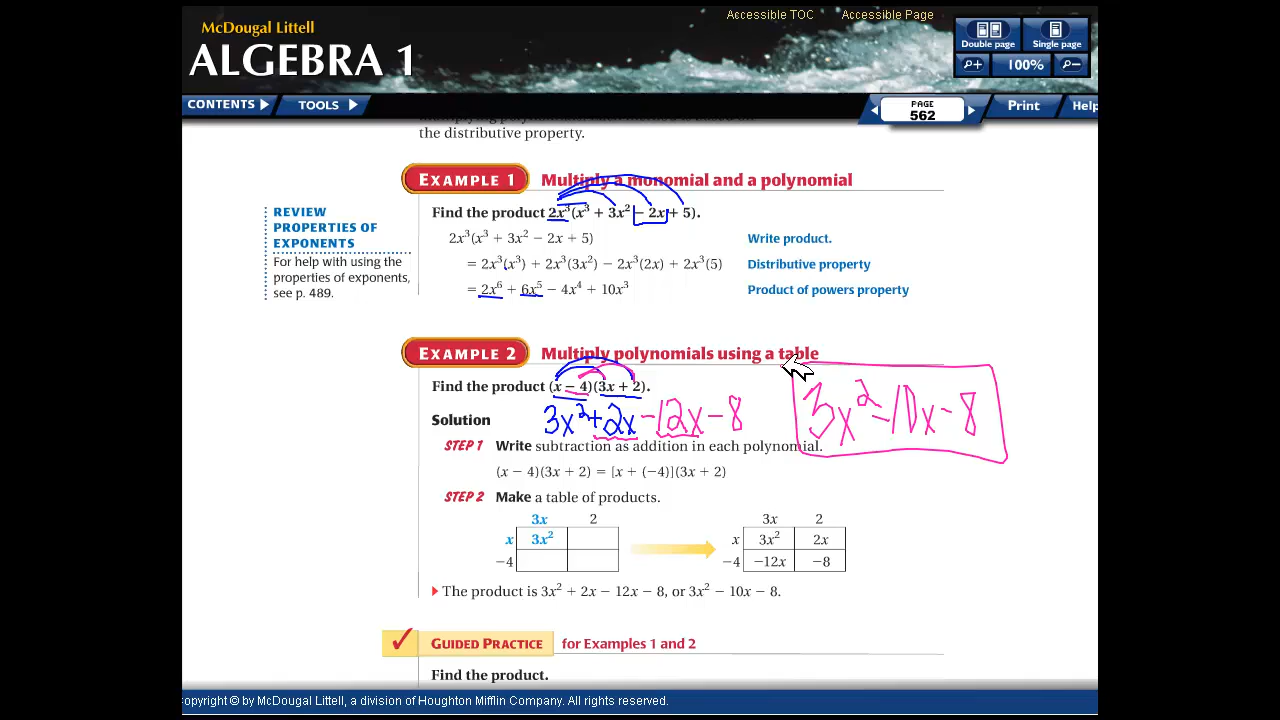 Accessible TOC Accessible Page
McDougal Littell
ALGEBRA 1
Double page Single page
100%
CONTENTS TOOLS PAGE 562 Print Help
the distributive property.
EXAMPLE 1 Multiply a monomial and a polynomial
REVIEW
PROPERTIES OF
EXPONENTS
For help with using the
properties of exponents,
see p. 489.
Find the product 2x³(x³ + 3x² − 2x + 5).
2x³(x³ + 3x² − 2x + 5) Write product.
= 2x³(x³) + 2x³(3x²) − 2x³(2x) + 2x³(5) Distributive property
= 2x⁶ + 6x⁵ − 4x⁴ + 10x³ Product of powers property
EXAMPLE 2 Multiply polynomials using a table
Find the product (x − 4)(3x + 2).
3x² + 2x − 12x − 8
3x² − 10x − 8
Solution
STEP 1 Write subtraction as addition in each polynomial.
(x − 4)(3x + 2) = [x + (−4)](3x + 2)
STEP 2 Make a table of products.
3x 2 3x 2
x 3x² x 3x² 2x
−4 −4 −12x −8
The product is 3x² + 2x − 12x − 8, or 3x² − 10x − 8.
GUIDED PRACTICE for Examples 1 and 2
Find the product.
opyright © by McDougal Littell, a division of Houghton Mifflin Company. All rights reserved.